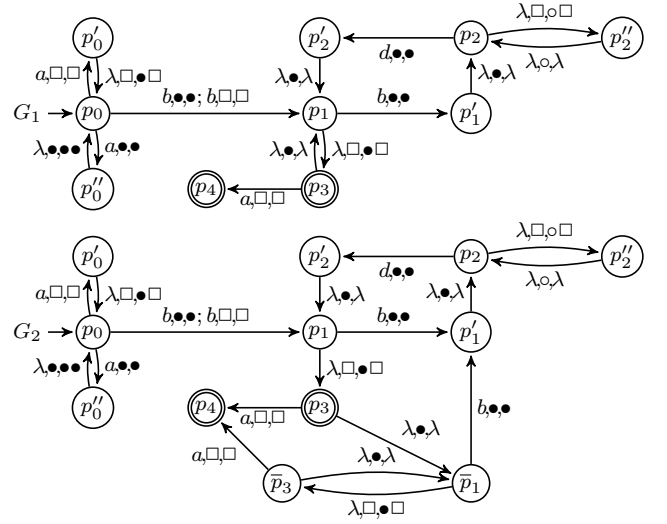 p′₀ p′₂ d,●,● p₂ λ,□,○□ p″₂
a,□,□ λ,□,●□ λ,●,λ λ,●,λ λ,○,λ
G₁ p₀ b,●,●; b,□,□ p₁ b,●,● p′₁
λ,●,●● a,●,● λ,●,λ λ,□,●□
p″₀ p₄ a,□,□ p₃
p′₀ p′₂ d,●,● p₂ λ,□,○□ p″₂
a,□,□ λ,□,●□ λ,●,λ λ,●,λ λ,○,λ
G₂ p₀ b,●,●; b,□,□ p₁ b,●,● p′₁
λ,●,●● a,●,● λ,□,●□
p″₀ p₄ a,□,□ p₃ b,●,●
λ,●,λ
a,□,□ λ,●,λ
p̅₃ p̅₁
λ,□,●□